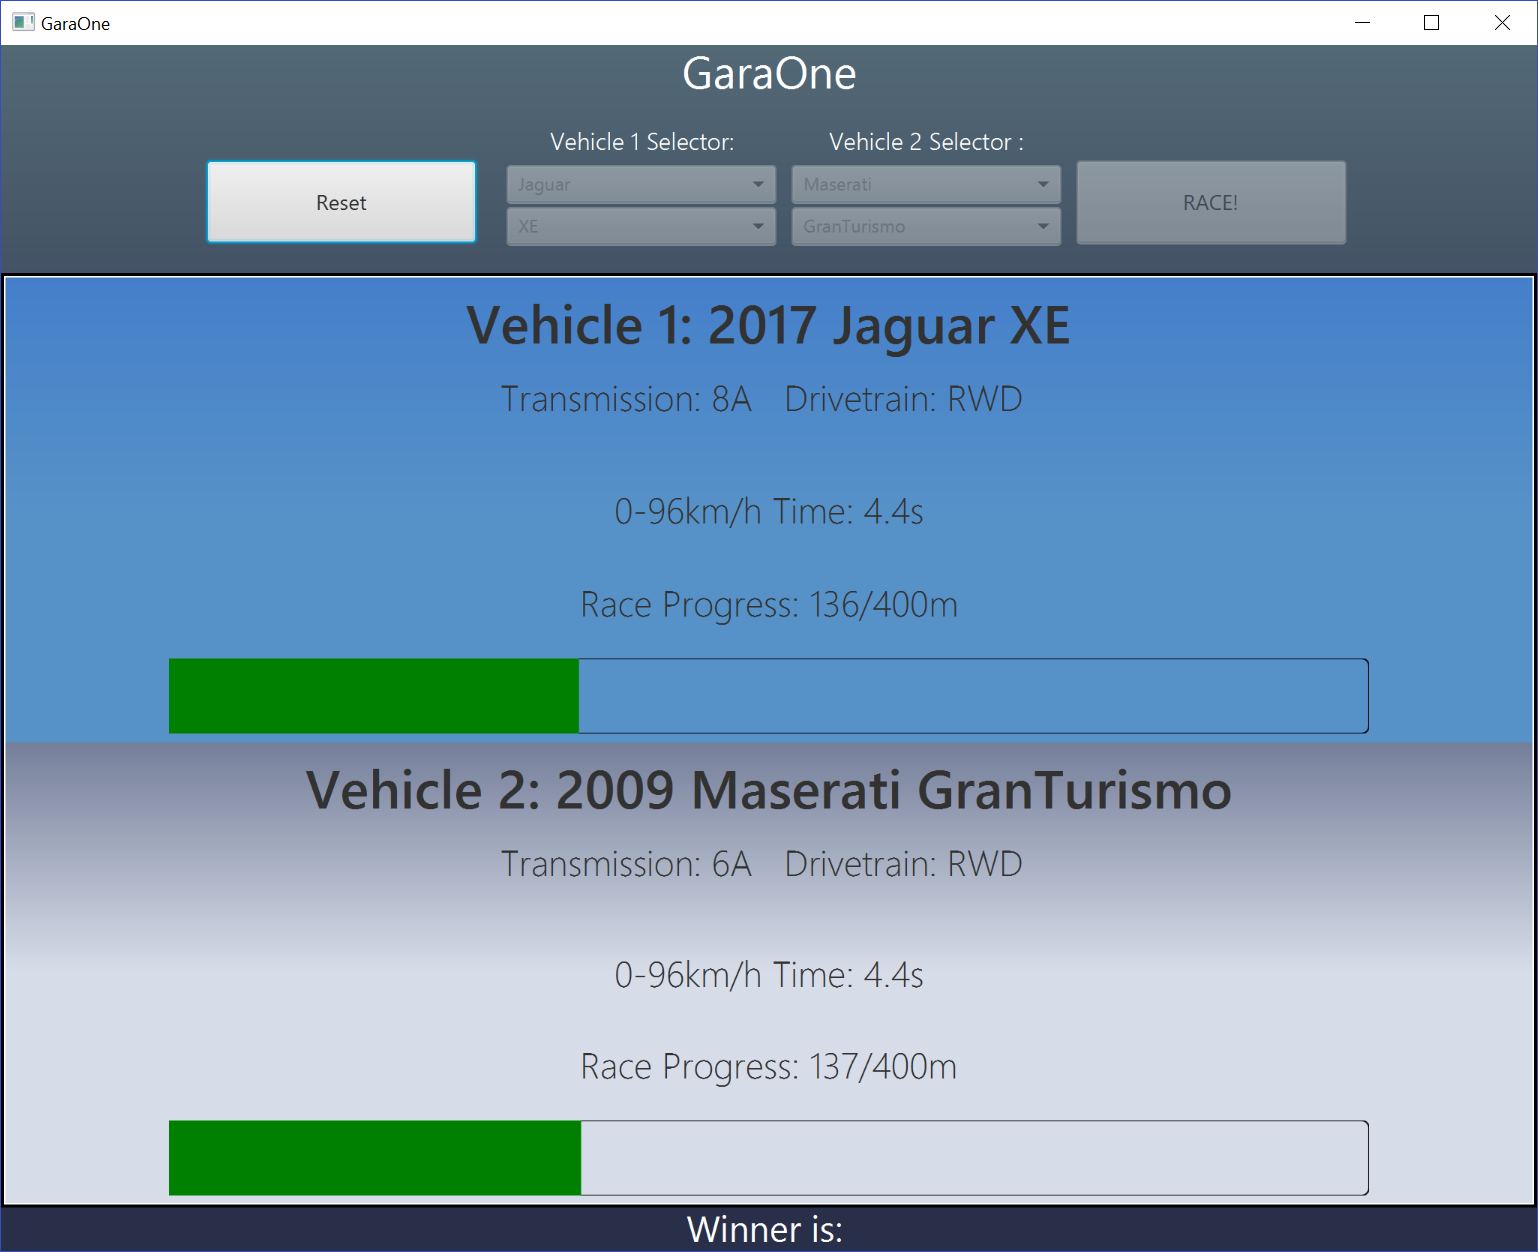 GaraOne
GaraOne
Vehicle 1 Selector: Vehicle 2 Selector :
Reset
Jaguar Maserati
RACE!
XE GranTurismo
Vehicle 1: 2017 Jaguar XE
Transmission: 8A Drivetrain: RWD
0-96km/h Time: 4.4s
Race Progress: 136/400m
Vehicle 2: 2009 Maserati GranTurismo
Transmission: 6A Drivetrain: RWD
0-96km/h Time: 4.4s
Race Progress: 137/400m
Winner is: